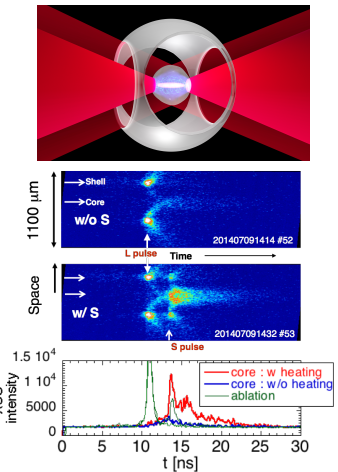 Shell
Core
w/o S
201407091414 #52
1100 μm
L pulse
Time
Space
w/ S
201407091432 #53
S pulse
1.5 10⁴
1 10⁴
5000
0
intensity
core : w heating
core : w/o heating
ablation
0 5 10 15 20 25 30
t [ns]